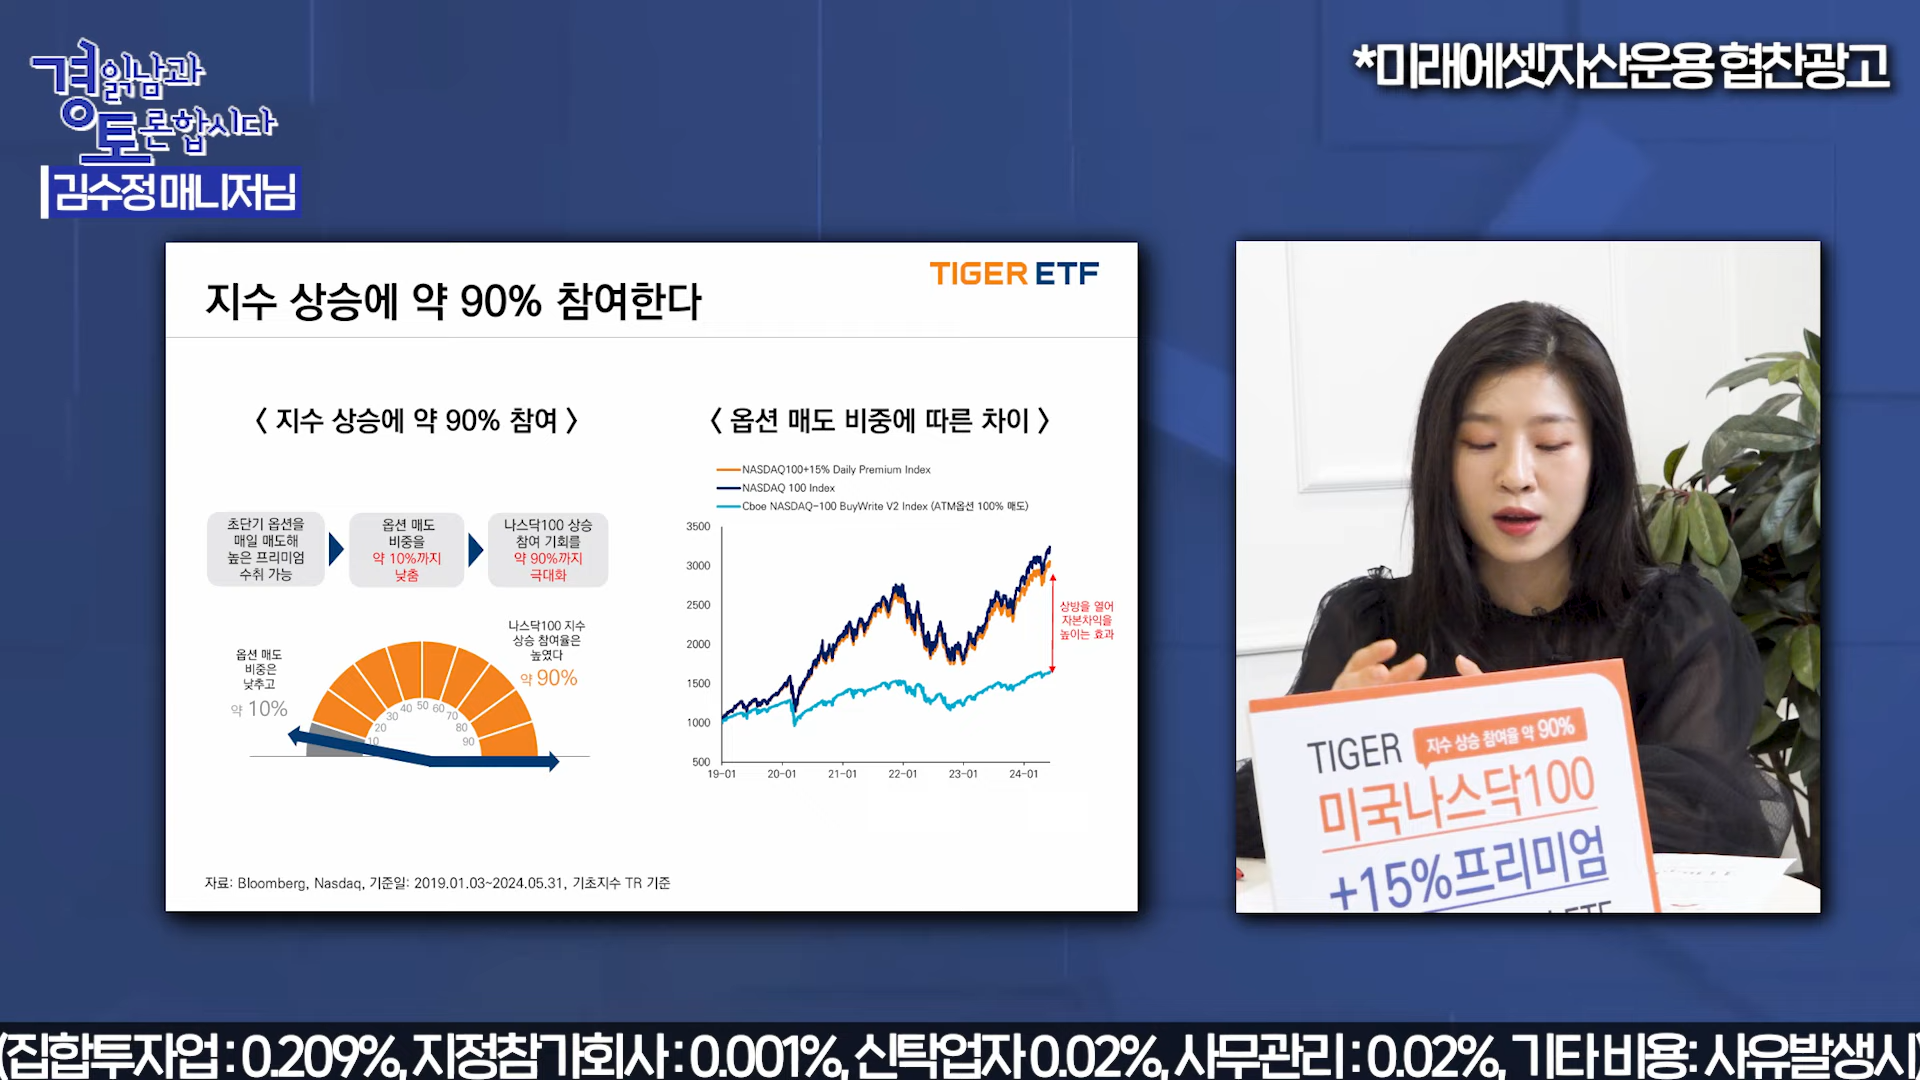 경읽남과
토론합시다
김수정 매니저님
*미래에셋자산운용 협찬광고
TIGER ETF
지수 상승에 약 90% 참여한다
〈 지수 상승에 약 90% 참여 〉
초단기 옵션을
매일 매도해
높은 프리미엄
수취 가능
옵션 매도
비중을
약 10%까지
낮춤
나스닥100 상승
참여 기회를
약 90%까지
극대화
옵션 매도
비중은
낮추고
약 10%
나스닥100 지수
상승 참여율은
높였다
약 90%
10
20
30
40
50
60
70
80
90
〈 옵션 매도 비중에 따른 차이 〉
NASDAQ100+15% Daily Premium Index
NASDAQ 100 Index
Cboe NASDAQ-100 BuyWrite V2 Index (ATM옵션 100% 매도)
3500
3000
2500
2000
1500
1000
500
19-01
20-01
21-01
22-01
23-01
24-01
상방을 열어
자본차익을
높이는 효과
자료: Bloomberg, Nasdaq, 기준일: 2019.01.03~2024.05.31, 기초지수 TR 기준
TIGER 지수 상승 참여율 약 90%
미국나스닥100
+15%프리미엄
(집합투자업 : 0.209%, 지정참가회사 : 0.001%, 신탁업자 0.02%, 사무관리 : 0.02%, 기타 비용: 사유발생시)